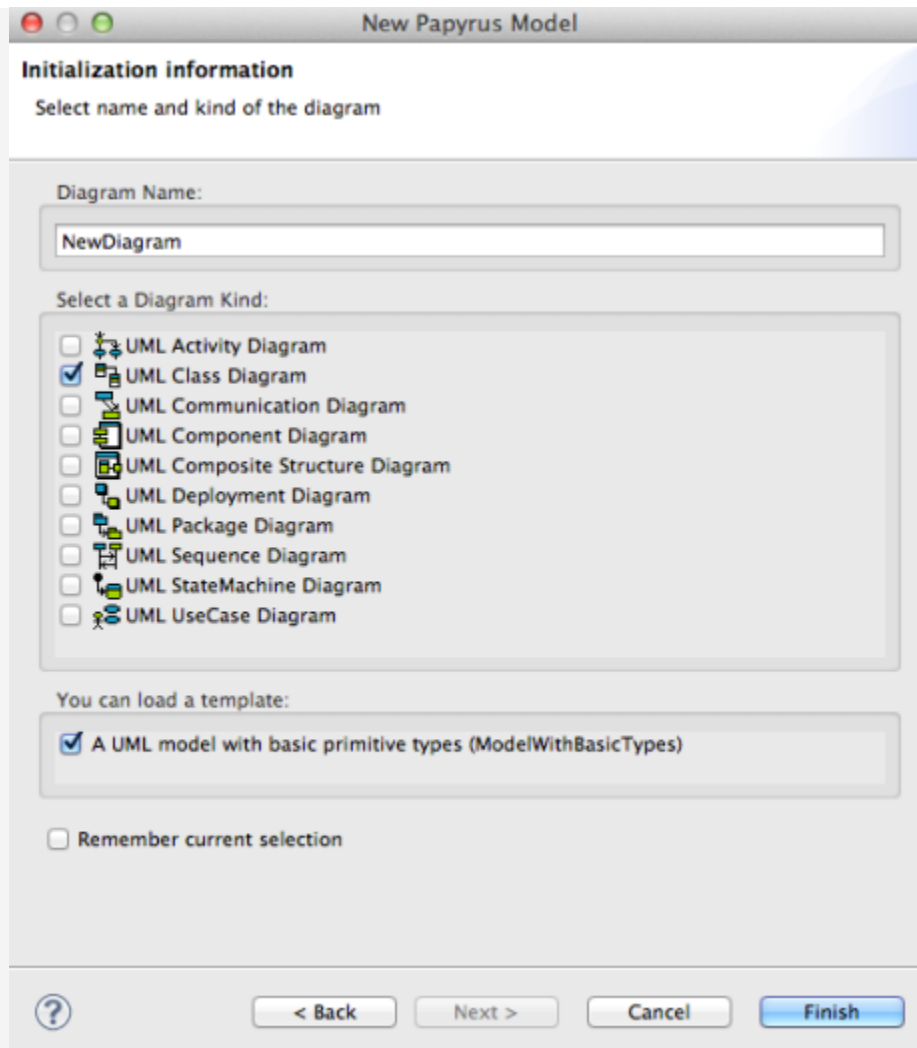 New Papyrus Model
Initialization information
Select name and kind of the diagram
Diagram Name:
NewDiagram
Select a Diagram Kind:
UML Activity Diagram
UML Class Diagram
UML Communication Diagram
UML Component Diagram
UML Composite Structure Diagram
UML Deployment Diagram
UML Package Diagram
UML Sequence Diagram
UML StateMachine Diagram
UML UseCase Diagram
You can load a template:
A UML model with basic primitive types (ModelWithBasicTypes)
Remember current selection
? < Back Next > Cancel Finish